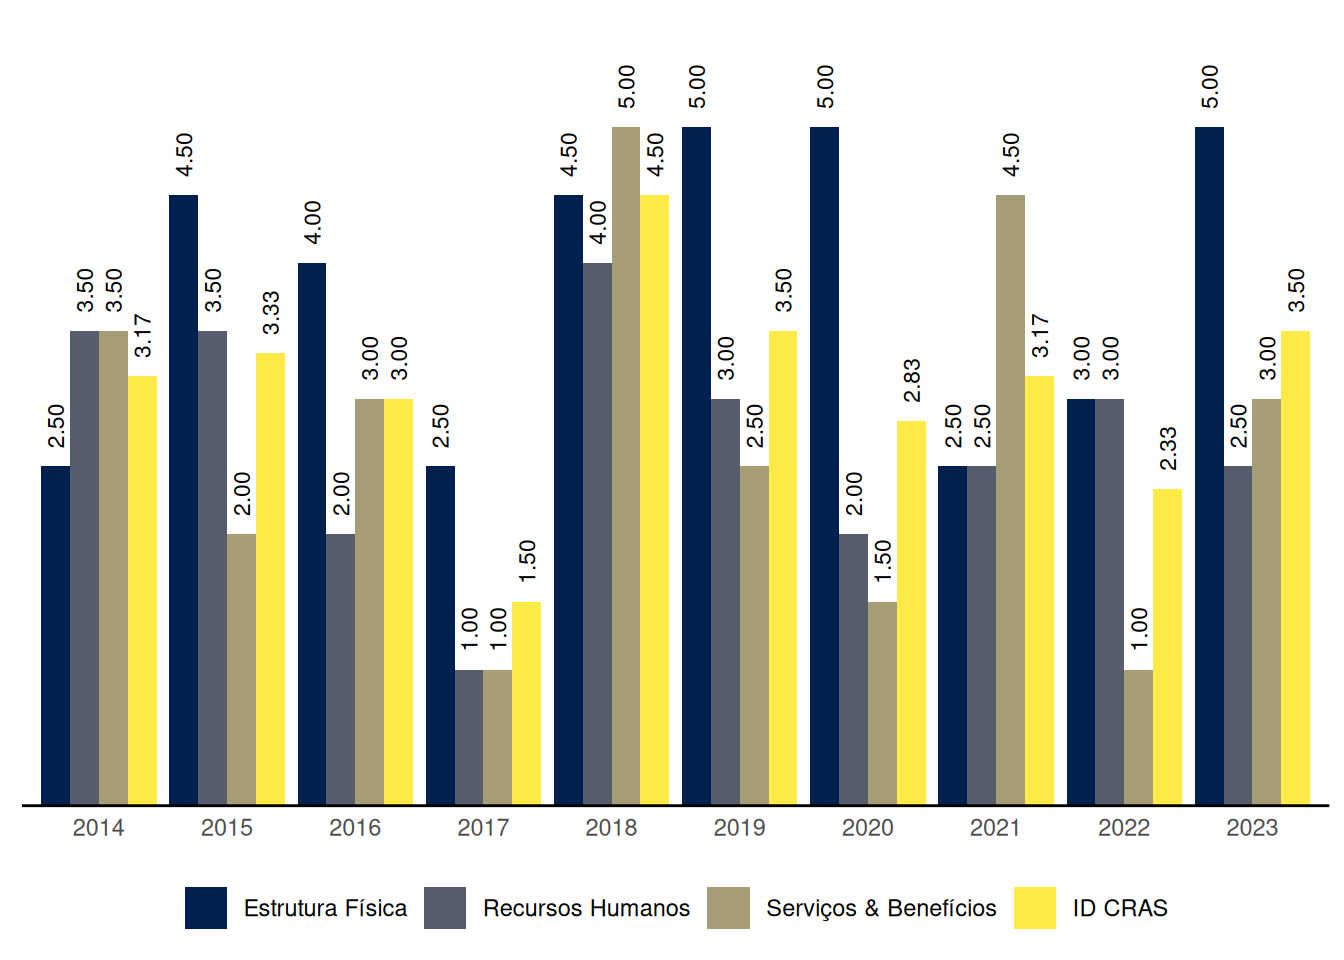 2.50 3.50 3.50 3.17 4.50 3.50 2.00 3.33 4.00 2.00 3.00 3.00 2.50 1.00 1.00 1.50 4.50 4.00 5.00 4.50 5.00 3.00 2.50 3.50 5.00 2.00 1.50 2.83 2.50 2.50 4.50 3.17 3.00 3.00 1.00 2.33 5.00 2.50 3.00 3.50
2014 2015 2016 2017 2018 2019 2020 2021 2022 2023
Estrutura Física Recursos Humanos Serviços & Benefícios ID CRAS